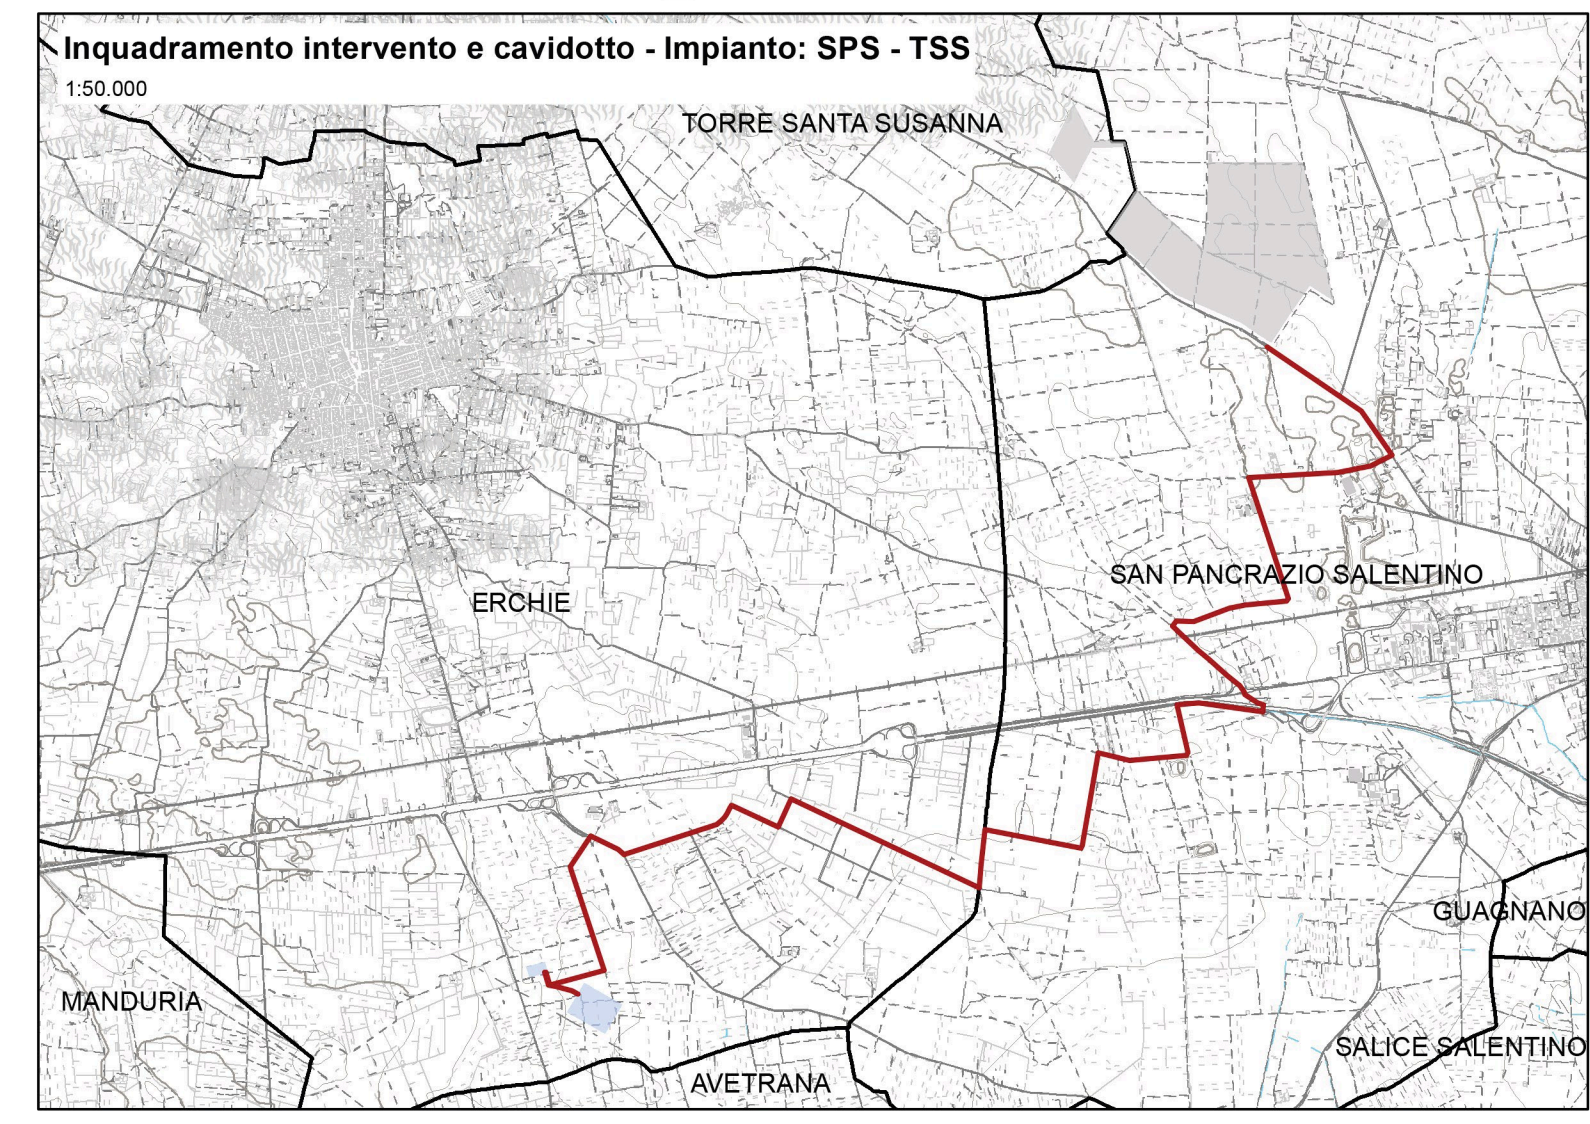 Inquadramento intervento e cavidotto - Impianto: SPS - TSS
1:50.000
TORRE SANTA SUSANNA
SAN PANCRAZIO SALENTINO
ERCHIE
GUAGNANO
MANDURIA
SALICE SALENTINO
AVETRANA